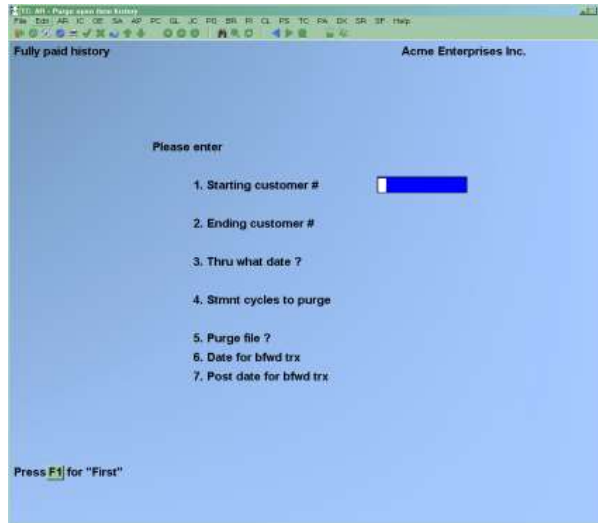 AR - Purge open item history
File Edit AR IC OE SA AP PC GL JC PO BR RI CL PS TC PA DX SR SF Help
Fully paid history Acme Enterprises Inc.
Please enter
1. Starting customer #
2. Ending customer #
3. Thru what date ?
4. Stmnt cycles to purge
5. Purge file ?
6. Date for bfwd trx
7. Post date for bfwd trx
Press F1 for "First"